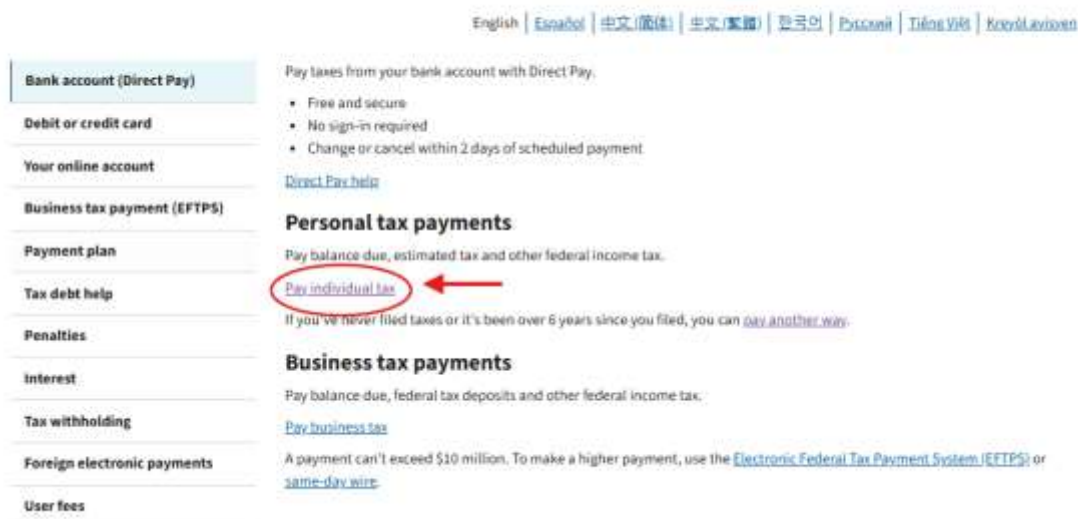 English | Español | 中文 (简体) | 中文 (繁體) | 한국어 | Русский | Tiếng Việt | Kreyòl ayisyen
Bank account (Direct Pay)
Debit or credit card
Your online account
Business tax payment (EFTPS)
Payment plan
Tax debt help
Penalties
Interest
Tax withholding
Foreign electronic payments
User fees
Pay taxes from your bank account with Direct Pay.
• Free and secure
• No sign-in required
• Change or cancel within 2 days of scheduled payment
Direct Pay help
Personal tax payments
Pay balance due, estimated tax and other federal income tax.
Pay individual tax
If you've never filed taxes or it's been over 6 years since you filed, you can pay another way.
Business tax payments
Pay balance due, federal tax deposits and other federal income tax.
Pay business tax
A payment can't exceed $10 million. To make a higher payment, use the Electronic Federal Tax Payment System (EFTPS) or
same-day wire.